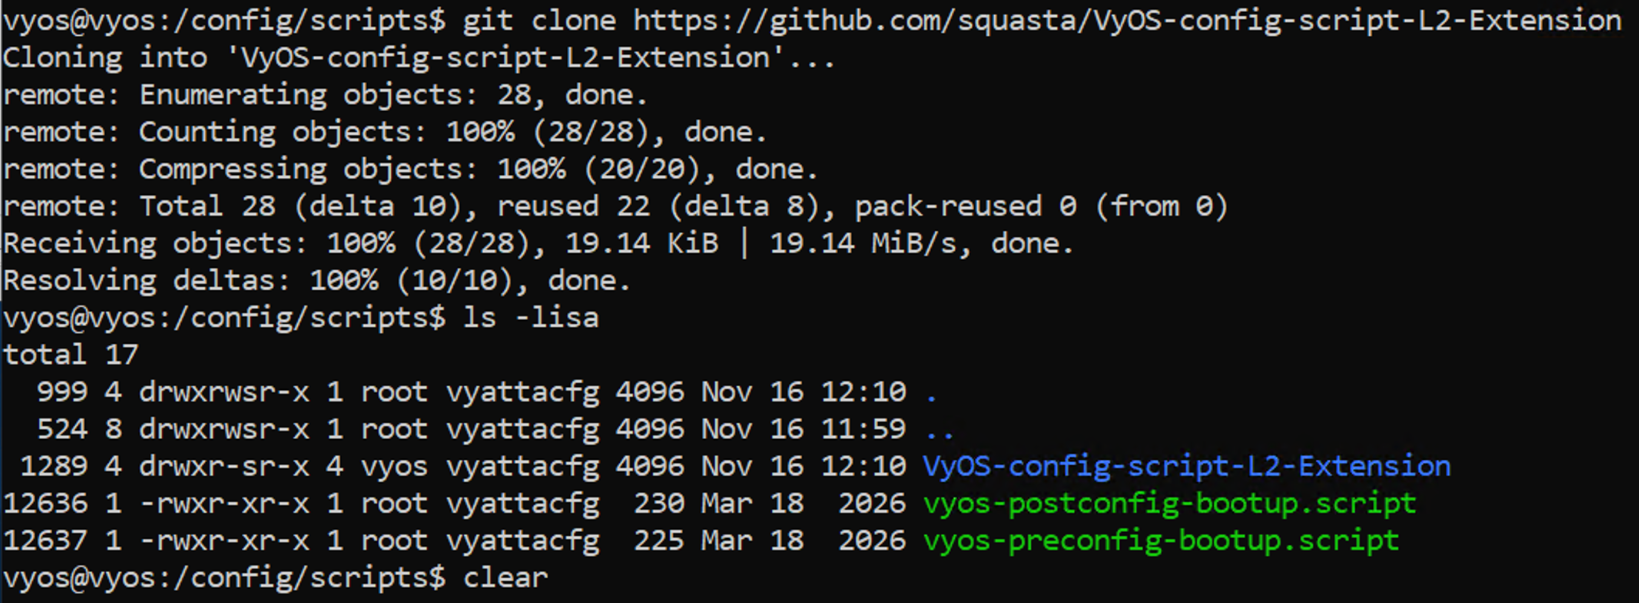 vyos@vyos:/config/scripts$ git clone https://github.com/squasta/VyOS-config-script-L2-Extension
Cloning into 'VyOS-config-script-L2-Extension'...
remote: Enumerating objects: 28, done.
remote: Counting objects: 100% (28/28), done.
remote: Compressing objects: 100% (20/20), done.
remote: Total 28 (delta 10), reused 22 (delta 8), pack-reused 0 (from 0)
Receiving objects: 100% (28/28), 19.14 KiB | 19.14 MiB/s, done.
Resolving deltas: 100% (10/10), done.
vyos@vyos:/config/scripts$ ls -lisa
total 17
  999 4 drwxrwsr-x 1 root vyattacfg 4096 Nov 16 12:10 .
  524 8 drwxrwsr-x 1 root vyattacfg 4096 Nov 16 11:59 ..
 1289 4 drwxr-sr-x 4 vyos vyattacfg 4096 Nov 16 12:10 VyOS-config-script-L2-Extension
12636 1 -rwxr-xr-x 1 root vyattacfg  230 Mar 18  2026 vyos-postconfig-bootup.script
12637 1 -rwxr-xr-x 1 root vyattacfg  225 Mar 18  2026 vyos-preconfig-bootup.script
vyos@vyos:/config/scripts$ clear